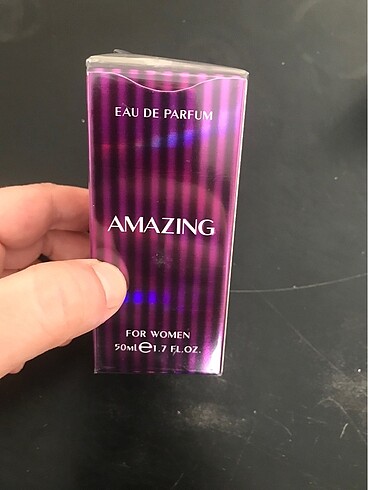 EAU DE PARFUM
AMAZING
FOR WOMEN
50ml e 1.7 FL.OZ.